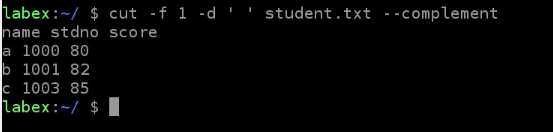 labex:~/ $ cut -f 1 -d ' ' student.txt --complement
name stdno score
a 1000 80
b 1001 82
c 1003 85
labex:~/ $